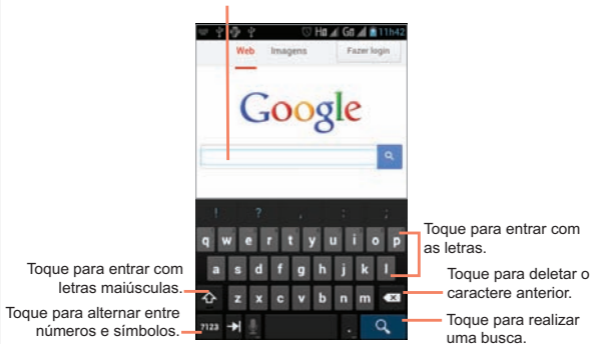 11h42
Web Imagens Fazer login
Google
! ? , : ;
q w e r t y u i o p
a s d f g h j k l
z x c v b n m
?123 .
Toque para entrar com
as letras.
Toque para entrar com
letras maiúsculas.
Toque para deletar o
caractere anterior.
Toque para alternar entre
números e símbolos.
Toque para realizar
uma busca.